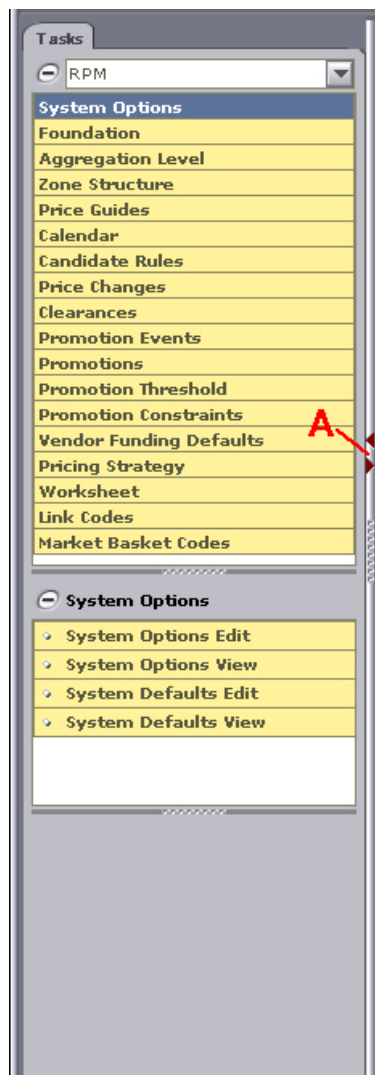 Tasks
RPM
System Options
Foundation
Aggregation Level
Zone Structure
Price Guides
Calendar
Candidate Rules
Price Changes
Clearances
Promotion Events
Promotions
Promotion Threshold
Promotion Constraints
A
Vendor Funding Defaults
Pricing Strategy
Worksheet
Link Codes
Market Basket Codes
System Options
System Options Edit
System Options View
System Defaults Edit
System Defaults View